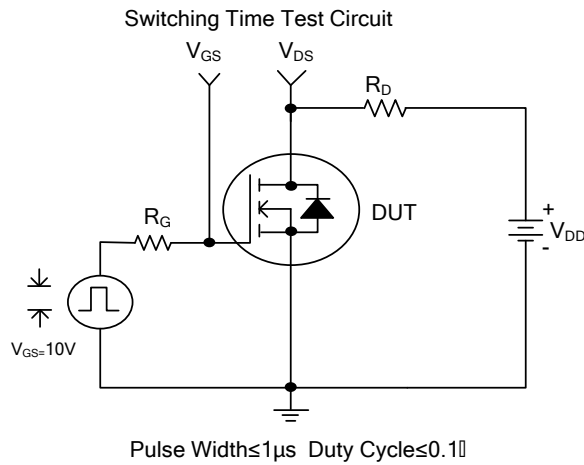 Switching Time Test Circuit
VGS
VDS
RD
RG
DUT
+
VDD
-
VGS=10V
Pulse Width≤1μs Duty Cycle≤0.1